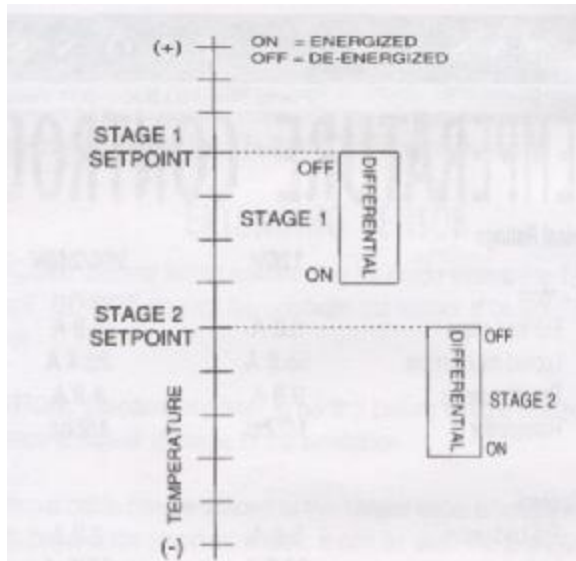 (+)
ON = ENERGIZED
OFF = DE-ENERGIZED
STAGE 1
SETPOINT
OFF
DIFFERENTIAL
STAGE 1
ON
STAGE 2
SETPOINT
OFF
DIFFERENTIAL
STAGE 2
ON
TEMPERATURE
(-)